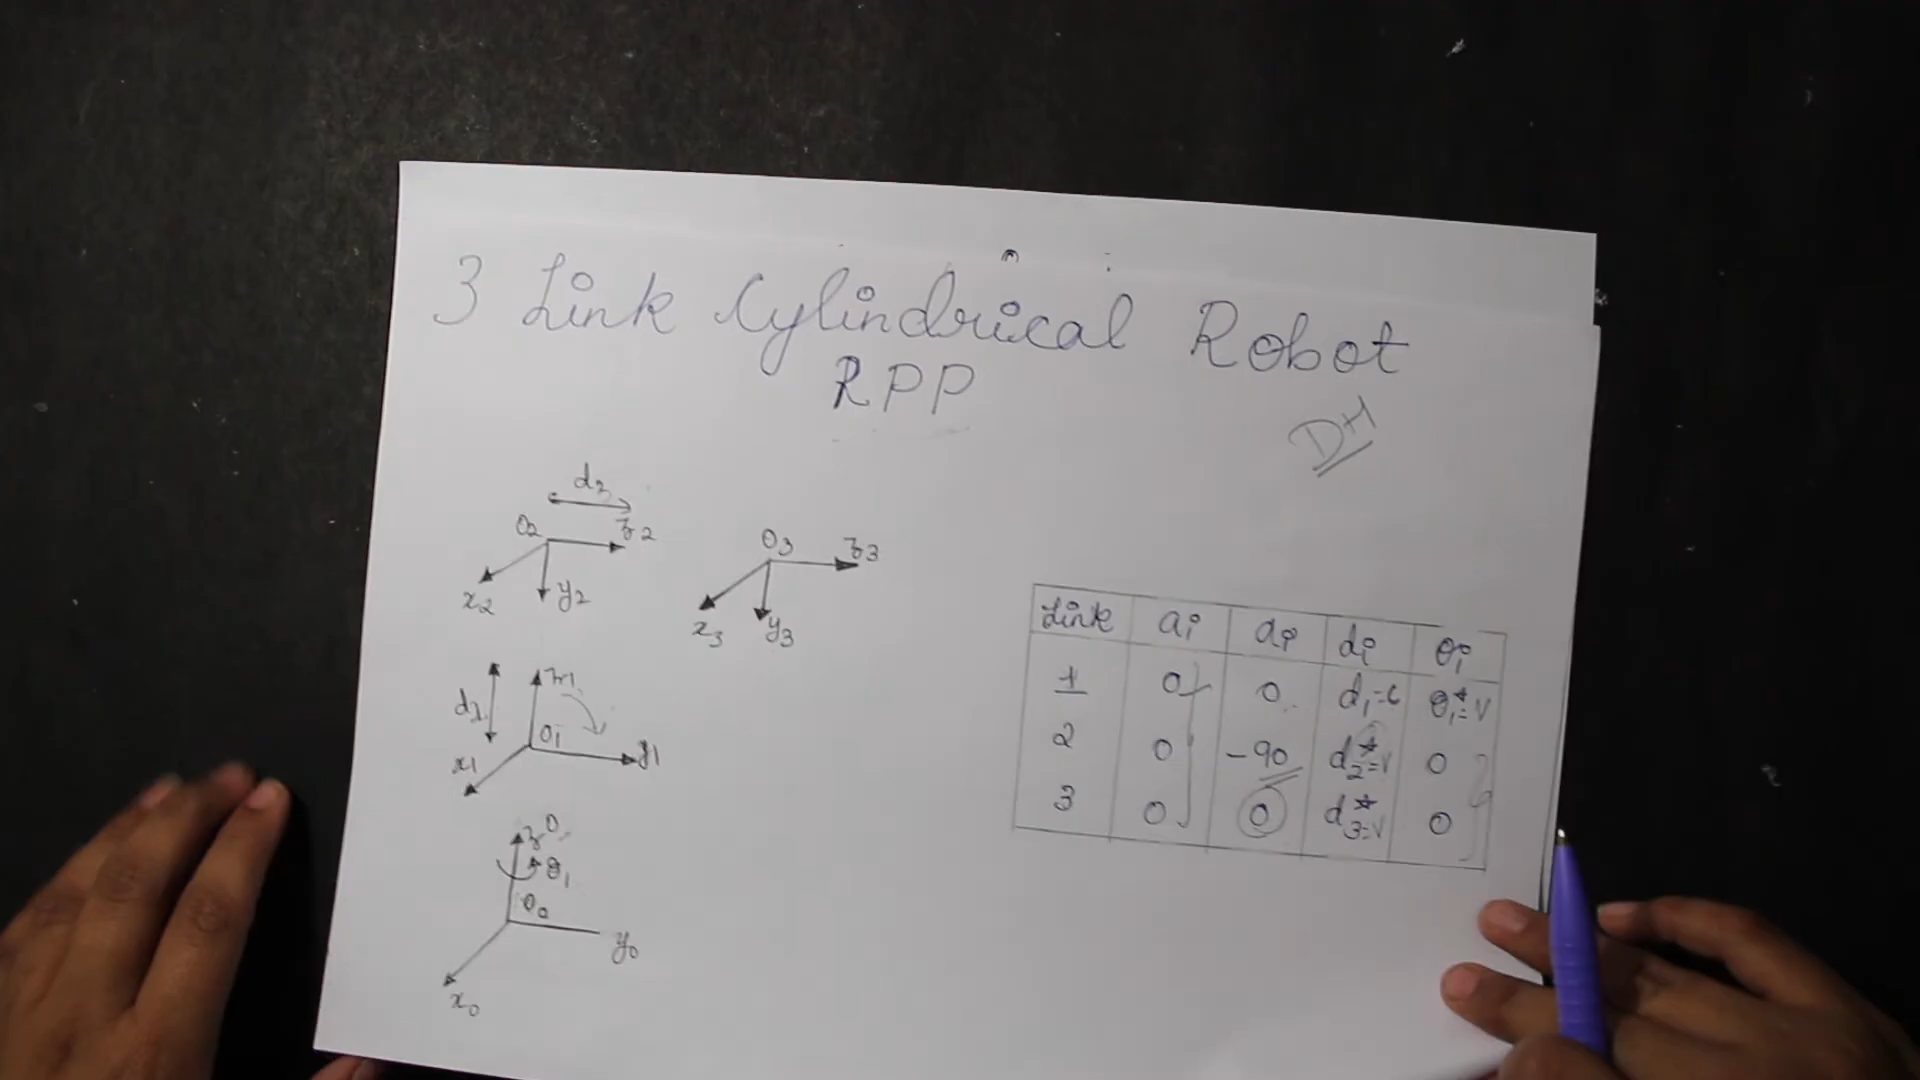 3 Link Cylindrical Robot
RPP
DH
d3
O2 z2
x2 y2
O3 z3
x3 y3
d2 z1
O1
x1 y1
z0
θ1
O0
y0
x0
Link ai αi di θi
1 0 0 d1=c θ1*=v
2 0 -90 d2*=v 0
3 0 0 d3*=v 0